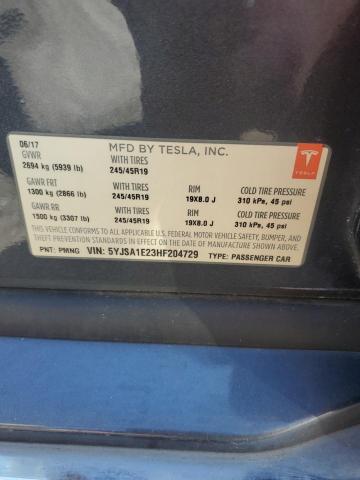 06/17 MFD BY TESLA, INC.
GVWR WITH TIRES
2694 kg (5939 lb) 245/45R19
TESLA
GAWR FRT WITH TIRES RIM COLD TIRE PRESSURE
1300 kg (2866 lb) 245/45R19 19X8.0 J 310 kPa, 45 psi
GAWR RR WITH TIRES RIM COLD TIRE PRESSURE
1500 kg (3307 lb) 245/45R19 19X8.0 J 310 kPa, 45 psi
THIS VEHICLE CONFORMS TO ALL APPLICABLE U.S. FEDERAL MOTOR VEHICLE SAFETY, BUMPER, AND
THEFT PREVENTION STANDARDS IN EFFECT ON THE DATE OF MANUFACTURE SHOWN ABOVE.
PNT: PMNG VIN: 5YJSA1E23HF204729 TYPE: PASSENGER CAR